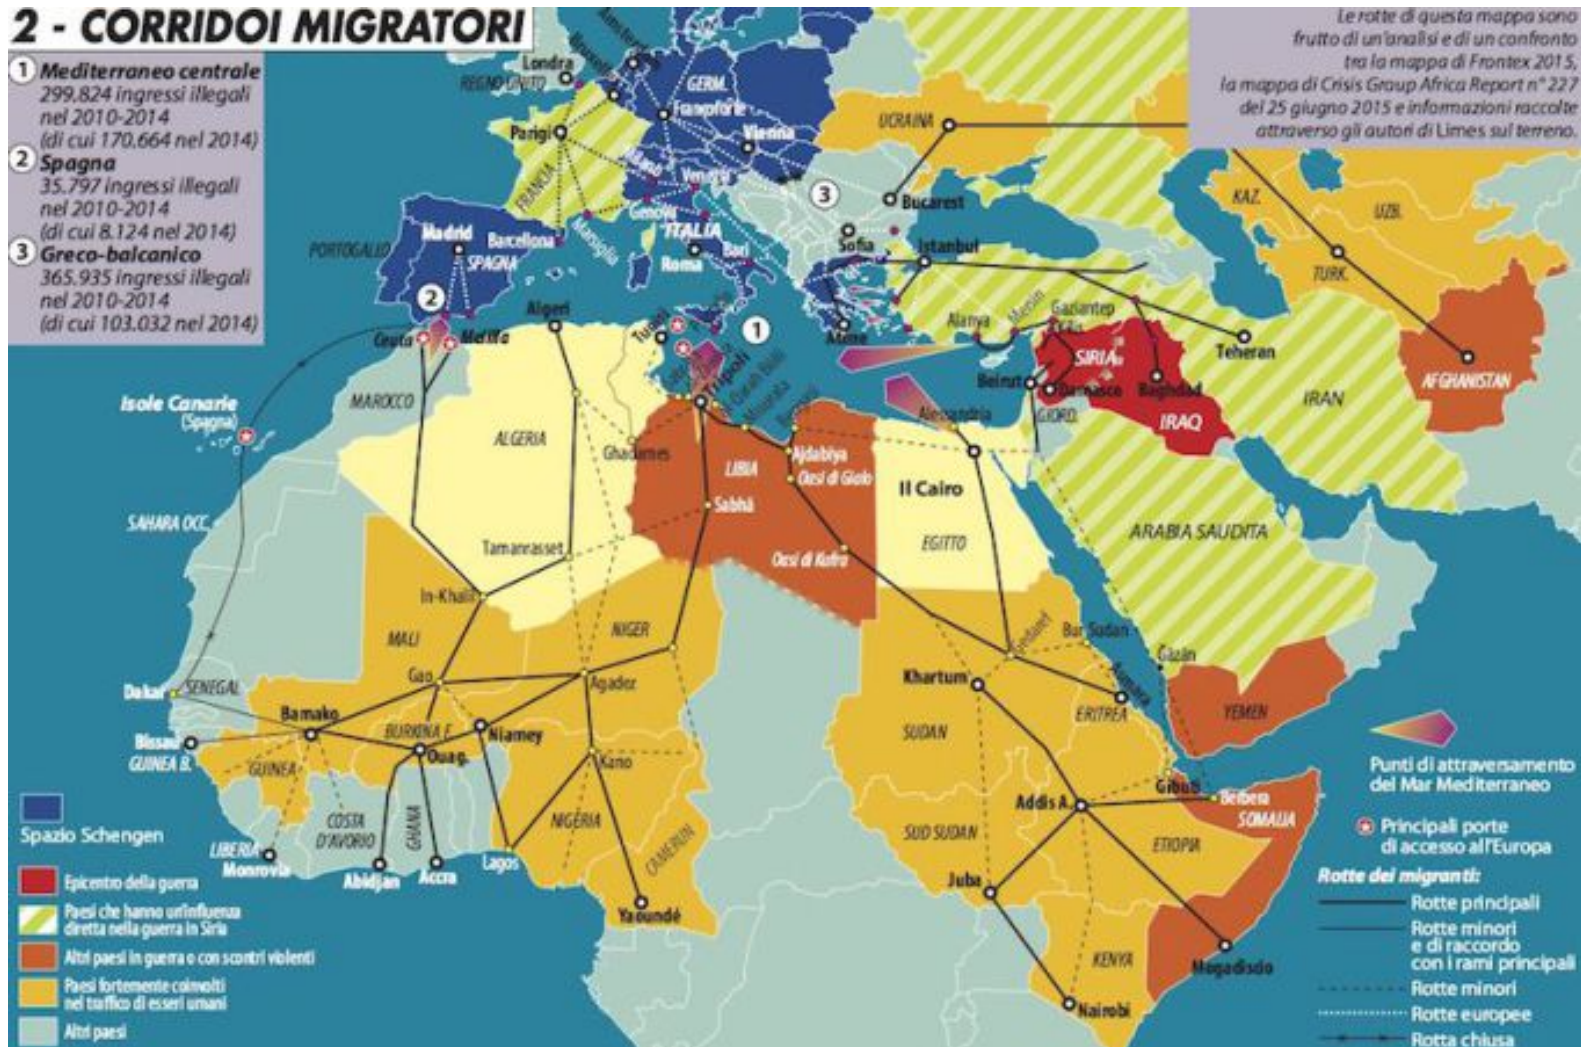 2 - CORRIDOI MIGRATORI
1 Mediterraneo centrale
299.824 ingressi illegali
nel 2010-2014
(di cui 170.664 nel 2014)
2 Spagna
35.797 ingressi illegali
nel 2010-2014
(di cui 8.124 nel 2014)
3 Greco-balcanico
365.935 ingressi illegali
nel 2010-2014
(di cui 103.032 nel 2014)
Le rotte di questa mappa sono
frutto di un'analisi e di un confronto
tra la mappa di Frontex 2015,
la mappa di Crisis Group Africa Report n° 227
del 25 giugno 2015 e informazioni raccolte
attraverso gli autori di Limes sul terreno.
Amsterdam
Bruxelles
Londra
REGNO UNITO
GERM.
Francoforte
Parigi
Vienna
UCRAINA
FRANCIA
Milano
Venezia
3
KAZ.
UZB.
Bucarest
Genova
Marsiglia
ITALIA
Madrid
Barcellona
PORTOGALLO
SPAGNA
Roma
Bari
Sofia
Istanbul
TURK.
2
Algeri
Tunisi
1
Atene
Alanya
Mersin
Gaziantep
Kilis
Teheran
Ceuta
Melilla
SIRIA
AFGHANISTAN
Isole Canarie
(Spagna)
MAROCCO
Tripoli
Misurata
Beirut
Damasco
Baghdad
IRAN
Alessandria
GIORD.
IRAQ
ALGERIA
Ghadames
LIBIA
Ajdabiya
Oasi di Gialo
Il Cairo
Sabhā
SAHARA OCC.
ARABIA SAUDITA
EGITTO
Tamanrasset
Oasi di Kufra
In-Khalil
MALI
NIGER
Bur Sudan
Gedaref
Gāzān
Gao
Agadez
Khartum
Asmara
Dakar
SENEGAL
Bamako
BURKINA F.
Niamey
SUDAN
ERITREA
YEMEN
Bissau
GUINEA B.
GUINEA
Ouag.
Kano
Punti di attraversamento
del Mar Mediterraneo
Gibuti
Berbera
SOMALIA
Addis A.
Spazio Schengen
COSTA
D'AVORIO
GHANA
NIGERIA
CAMERUN
SUD SUDAN
ETIOPIA
Principali porte
di accesso all'Europa
LIBERIA
Monrovia
Abidjan
Accra
Lagos
Juba
Rotte dei migranti:
Epicentro della guerra
Yaoundé
Rotte principali
Paesi che hanno un'influenza
diretta nella guerra in Siria
Rotte minori
e di raccordo
con i rami principali
Altri paesi in guerra o con scontri violenti
KENYA
Mogadiscio
Paesi fortemente coinvolti
nel traffico di esseri umani
Rotte minori
Nairobi
Rotte europee
Altri paesi
Rotta chiusa